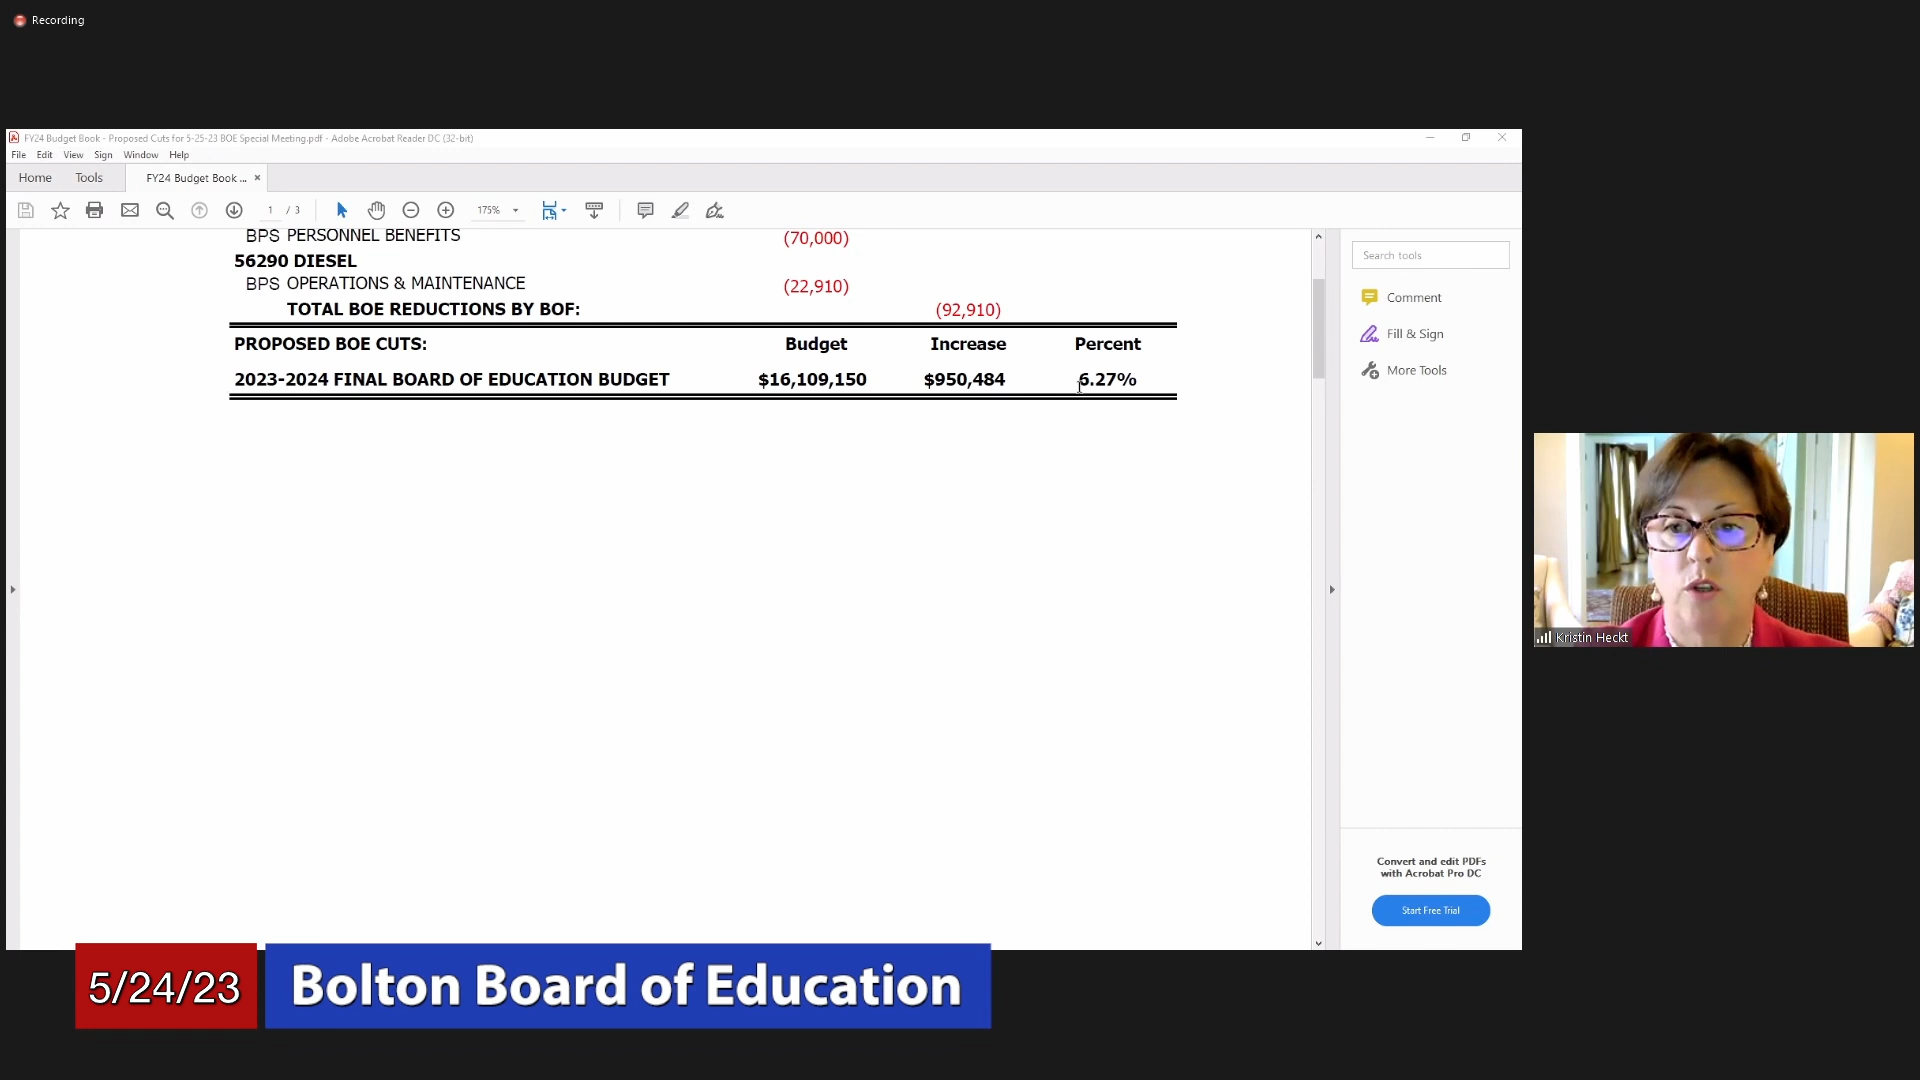 Recording
FY24 Budget Book - Proposed Cuts for 5-25-23 BOE Special Meeting.pdf - Adobe Acrobat Reader DC (32-bit)
File Edit View Sign Window Help
Home Tools FY24 Budget Book ... ×
1 / 3 175%
BPS PERSONNEL BENEFITS (70,000)
56290 DIESEL
BPS OPERATIONS & MAINTENANCE (22,910)
TOTAL BOE REDUCTIONS BY BOF: (92,910)
PROPOSED BOE CUTS: Budget Increase Percent
2023-2024 FINAL BOARD OF EDUCATION BUDGET $16,109,150 $950,484 6.27%
Search tools
Comment
Fill & Sign
More Tools
Convert and edit PDFs
with Acrobat Pro DC
Start Free Trial
Kristin Heckt
5/24/23 Bolton Board of Education